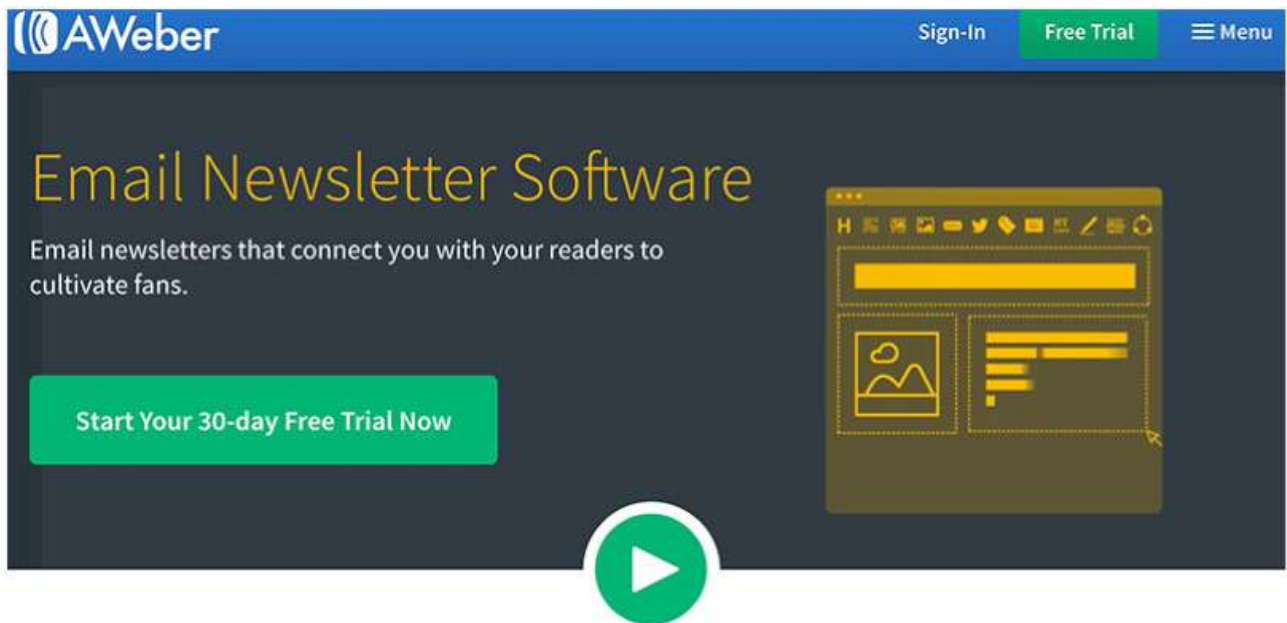 AWeber
Sign-In
Free Trial
Menu
Email Newsletter Software
Email newsletters that connect you with your readers to
cultivate fans.
Start Your 30-day Free Trial Now